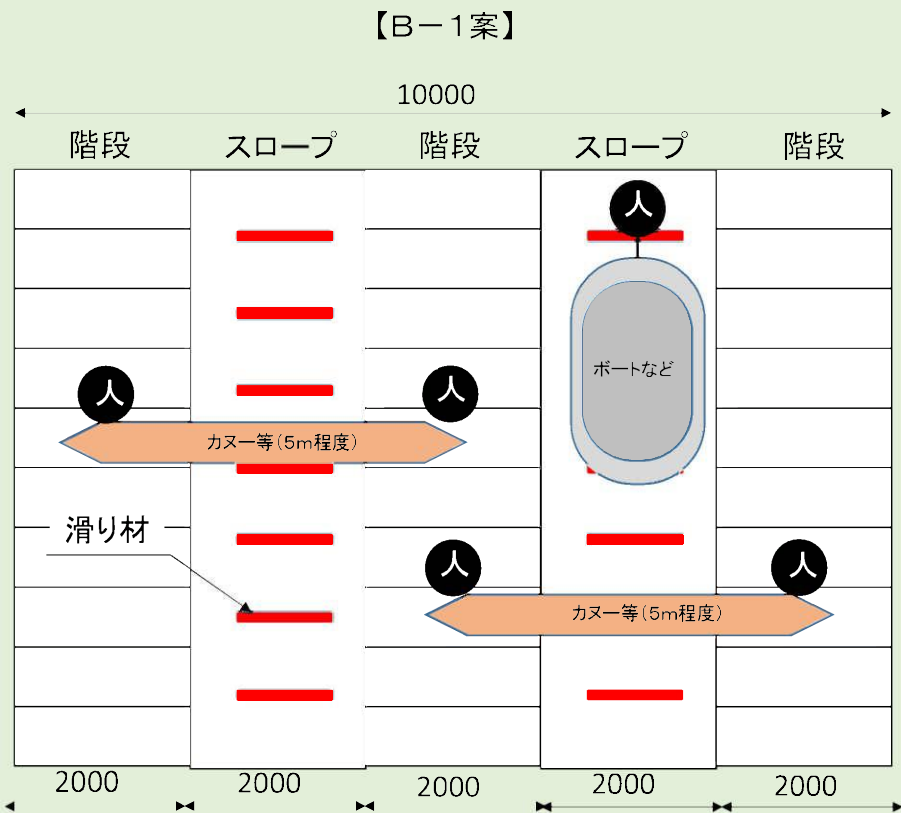 【B－1案】
10000
階段 スロープ 階段 スロープ 階段
人
ボートなど
人 人
カヌー等（5m程度）
滑り材
人 人
カヌー等（5m程度）
2000 2000 2000 2000 2000